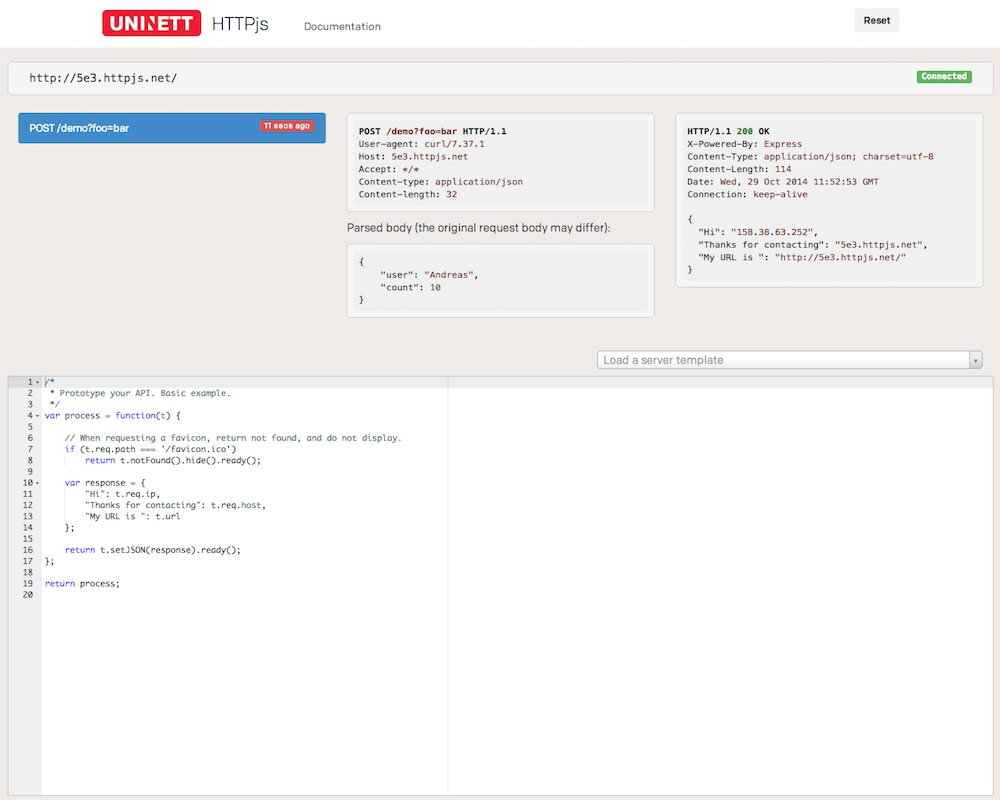 UNINETT HTTPjs Documentation Reset
http://5e3.httpjs.net/ Connected
POST /demo?foo=bar 11 secs ago
POST /demo?foo=bar HTTP/1.1
User-agent: curl/7.37.1
Host: 5e3.httpjs.net
Accept: */*
Content-type: application/json
Content-length: 32
Parsed body (the original request body may differ):
{
    "user": "Andreas",
    "count": 10
}
HTTP/1.1 200 OK
X-Powered-By: Express
Content-Type: application/json; charset=utf-8
Content-Length: 114
Date: Wed, 29 Oct 2014 11:52:53 GMT
Connection: keep-alive
{
  "Hi": "158.38.63.252",
  "Thanks for contacting": "5e3.httpjs.net",
  "My URL is ": "http://5e3.httpjs.net/"
}
Load a server template
1 /*
2  * Prototype your API. Basic example.
3  */
4 var process = function(t) {
5
6     // When requesting a favicon, return not found, and do not display.
7     if (t.req.path === '/favicon.ico')
8         return t.notFound().hide().ready();
9
10     var response = {
11         "Hi": t.req.ip,
12         "Thanks for contacting": t.req.host,
13         "My URL is ": t.url
14     };
15
16     return t.setJSON(response).ready();
17 };
18
19 return process;
20